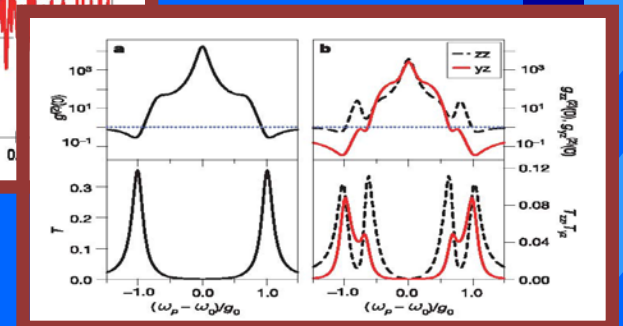 a
b
zz
yz
10³
10¹
10⁻¹
g⁽²⁾(0)
10³
10¹
10⁻¹
g_zz⁽²⁾(0), g_yz⁽²⁾(0)
0.3
0.2
0.1
0.0
T
0.12
0.08
0.04
0.00
T_zz, T_yz
−1.0 0.0 1.0
−1.0 0.0 1.0
(ω_p − ω_0)/g_0
(ω_p − ω_0)/g_0